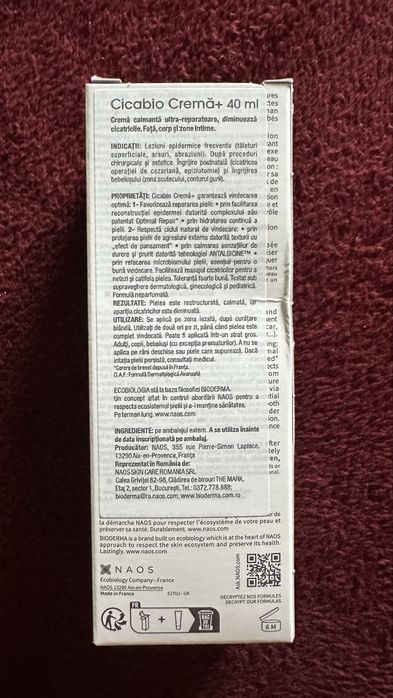 Cicabio Cremă+ 40 ml
Cremă calmantă ultra-reparatoare, diminuează
cicatricile. Față, corp și zone intime.
INDICAȚII: Leziuni epidermice frecvente (tăieturi
superficiale, arsuri, abraziuni). După proceduri
chirurgicale și estetice. Îngrijire postnatală (cicatricea
operației de cezariană, epiziotomie) și îngrijirea
bebelușului (zona scutecului, conturul gurii).
PROPRIETĂȚI: Cicabio Cremă+ garantează vindecarea
optimă: 1- Favorizează repararea pielii: • prin facilitarea
reconstrucției epidermei datorită complexului său
patentat Optimal Repair* • prin hidratarea continuă a
pielii. 2- Respectă ciclul natural de vindecare: • prin
protejarea pielii de agresiuni externe datorită texturii cu
„efect de pansament” • prin calmarea senzațiilor de
durere și prurit datorită tehnologiei ANTALGICINE™ •
prin refacerea microbiomului pielii, esențial pentru o
bună vindecare. Facilitează masajul cicatricilor pentru a
netezi și catifela pielea. Toleranță foarte bună. Testat sub
supraveghere dermatologică, ginecologică și pediatrică.
Formulă neparfumată.
REZULTATE: Pielea este restructurată, calmată, iar
apariția cicatricilor este diminuată.
UTILIZARE: Se aplică pe zona lezată, după curățare
blândă. Utilizați de două ori pe zi, până când pielea este
complet vindecată. Poate fi aplicată într-un strat gros.
Adulți, copii, bebeluși (cu excepția prematurilor). A nu se
aplica pe răni deschise sau piele care supurează. Dacă
iritația pielii persistă, consultați medicul.
*Cerere de brevet depusă în Franța.
D.A.F.: Formulă Dermatologică Avansată
ECOBIOLOGIA stă la baza filosofiei BIODERMA.
Un concept aflat în centrul abordării NAOS pentru a
respecta ecosistemul pielii și a-i menține sănătatea.
Pe termen lung. www.naos.com
INGREDIENTE: pe ambalajul extern. A se utiliza înainte
de data inscripționată pe ambalaj.
Producător: NAOS, 355 rue Pierre-Simon Laplace,
13290 Aix-en-Provence, Franța
Reprezentat în România de:
NAOS SKIN CARE ROMANIA SRL
Calea Griviței 82-98, Clădirea de birouri THE MARK,
Etaj 2, sector 1, București, Tel.: 0372.778.888;
bioderma@ro.naos.com, www.bioderma.com.ro
la démarche NAOS pour respecter l'écosystème de votre peau et
préserver sa santé. Durablement. www.naos.com
BIODERMA is a brand built on ecobiology which is at the heart of NAOS
approach to respect the skin ecosystem and preserve its health.
Lastingly. www.naos.com
NAOS
Ecobiology Company - France
NAOS 13290 Aix-en-Provence
Made in France
E27DJ - UK
Ask.NAOS.com
DÉCRYPTEZ NOS FORMULES
DECRYPT OUR FORMULAS
FR
+
BAC
DE
TRI
6 M